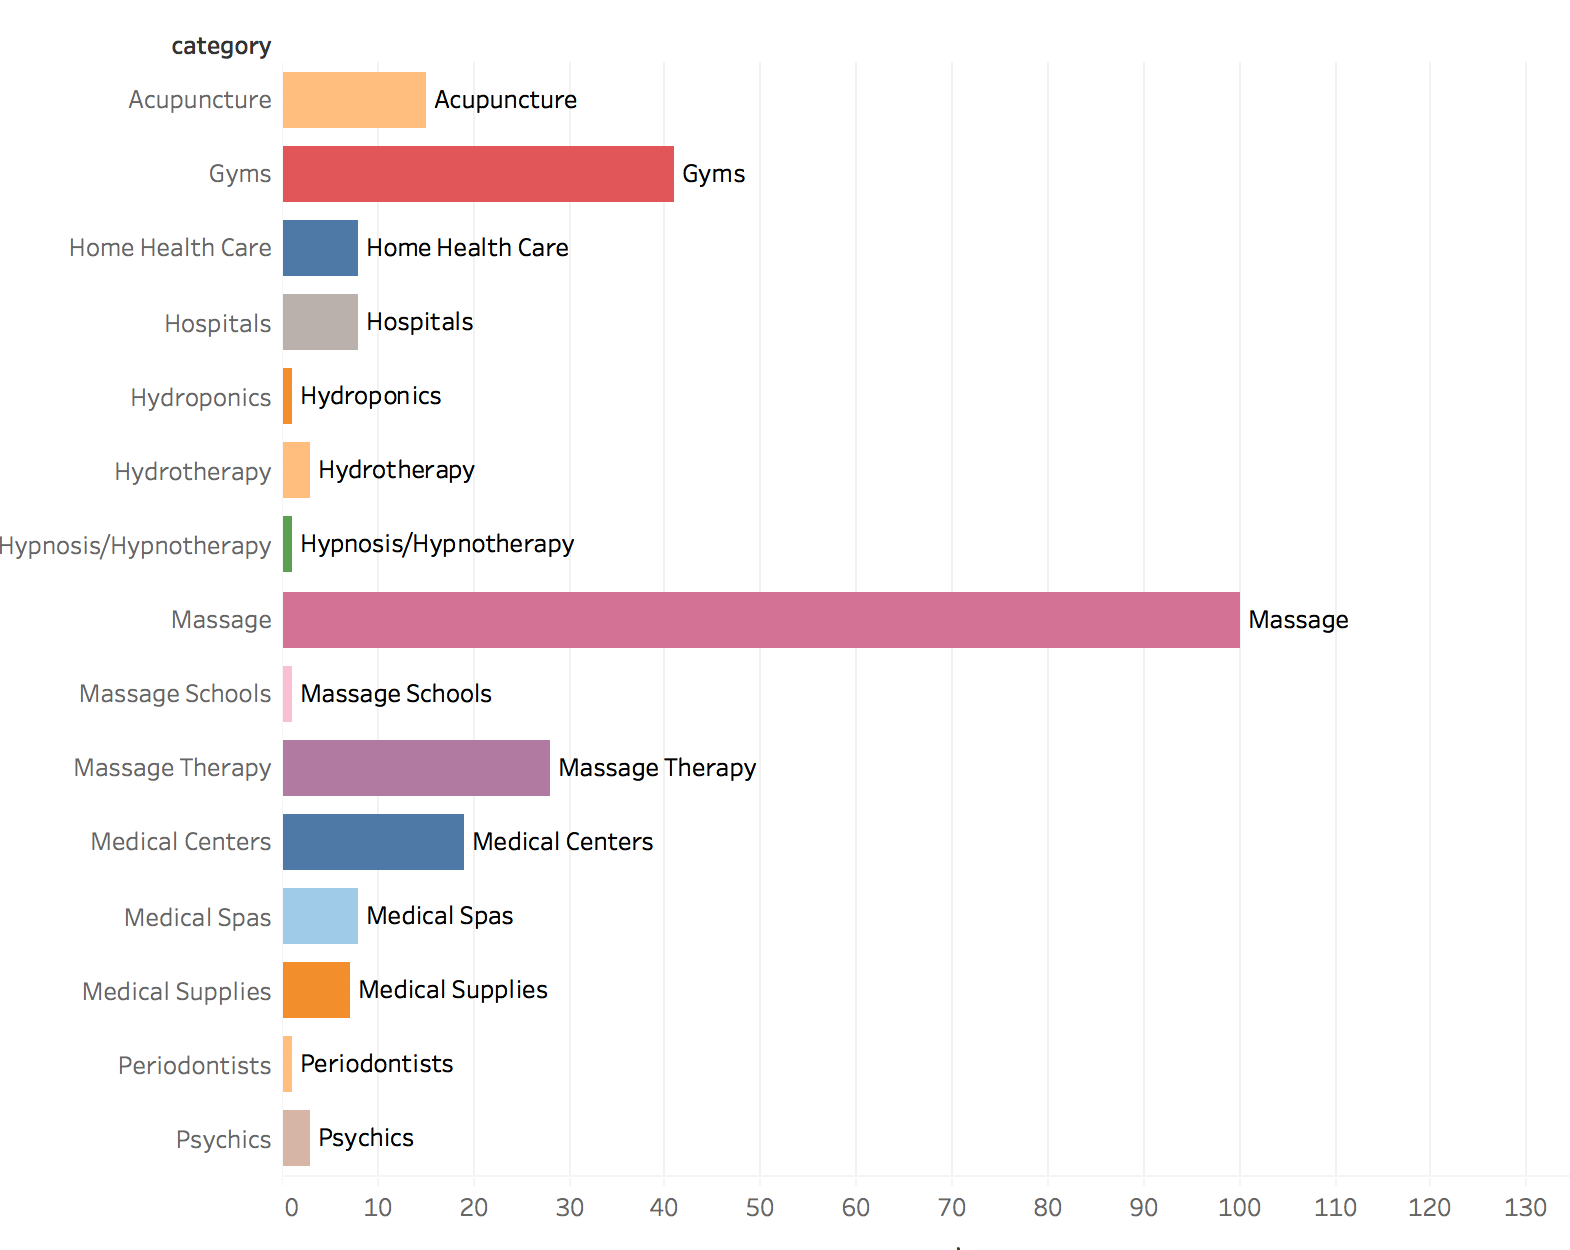 category
Acupuncture Acupuncture
Gyms Gyms
Home Health Care Home Health Care
Hospitals Hospitals
Hydroponics Hydroponics
Hydrotherapy Hydrotherapy
Hypnosis/Hypnotherapy Hypnosis/Hypnotherapy
Massage Massage
Massage Schools Massage Schools
Massage Therapy Massage Therapy
Medical Centers Medical Centers
Medical Spas Medical Spas
Medical Supplies Medical Supplies
Periodontists Periodontists
Psychics Psychics
0 10 20 30 40 50 60 70 80 90 100 110 120 130